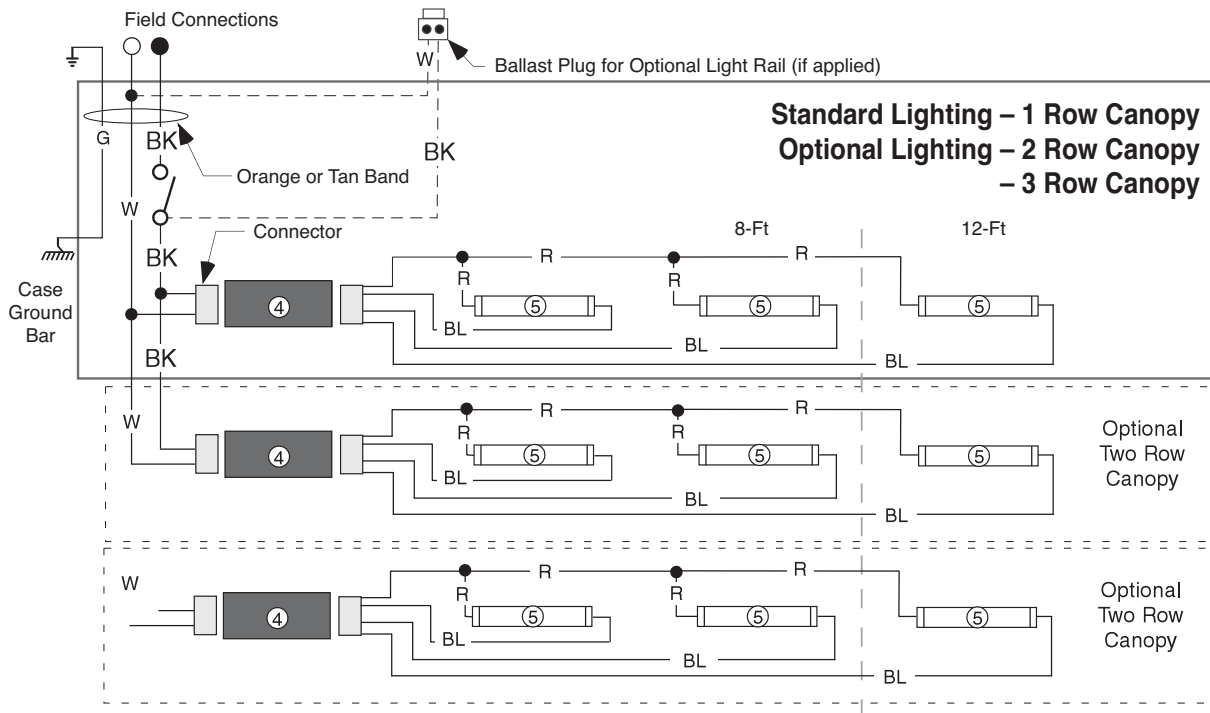 Field Connections
W
Ballast Plug for Optional Light Rail (if applied)
Standard Lighting – 1 Row Canopy
Optional Lighting – 2 Row Canopy
– 3 Row Canopy
G
BK
BK
Orange or Tan Band
W
Connector
8-Ft
12-Ft
BK
R
R
R
R
Case
Ground
Bar
4
5
5
5
BL
BL
BL
BK
W
R
R
R
R
4
5
5
5
BL
BL
BL
Optional
Two Row
Canopy
W
R
R
R
R
4
5
5
5
BL
BL
BL
Optional
Two Row
Canopy